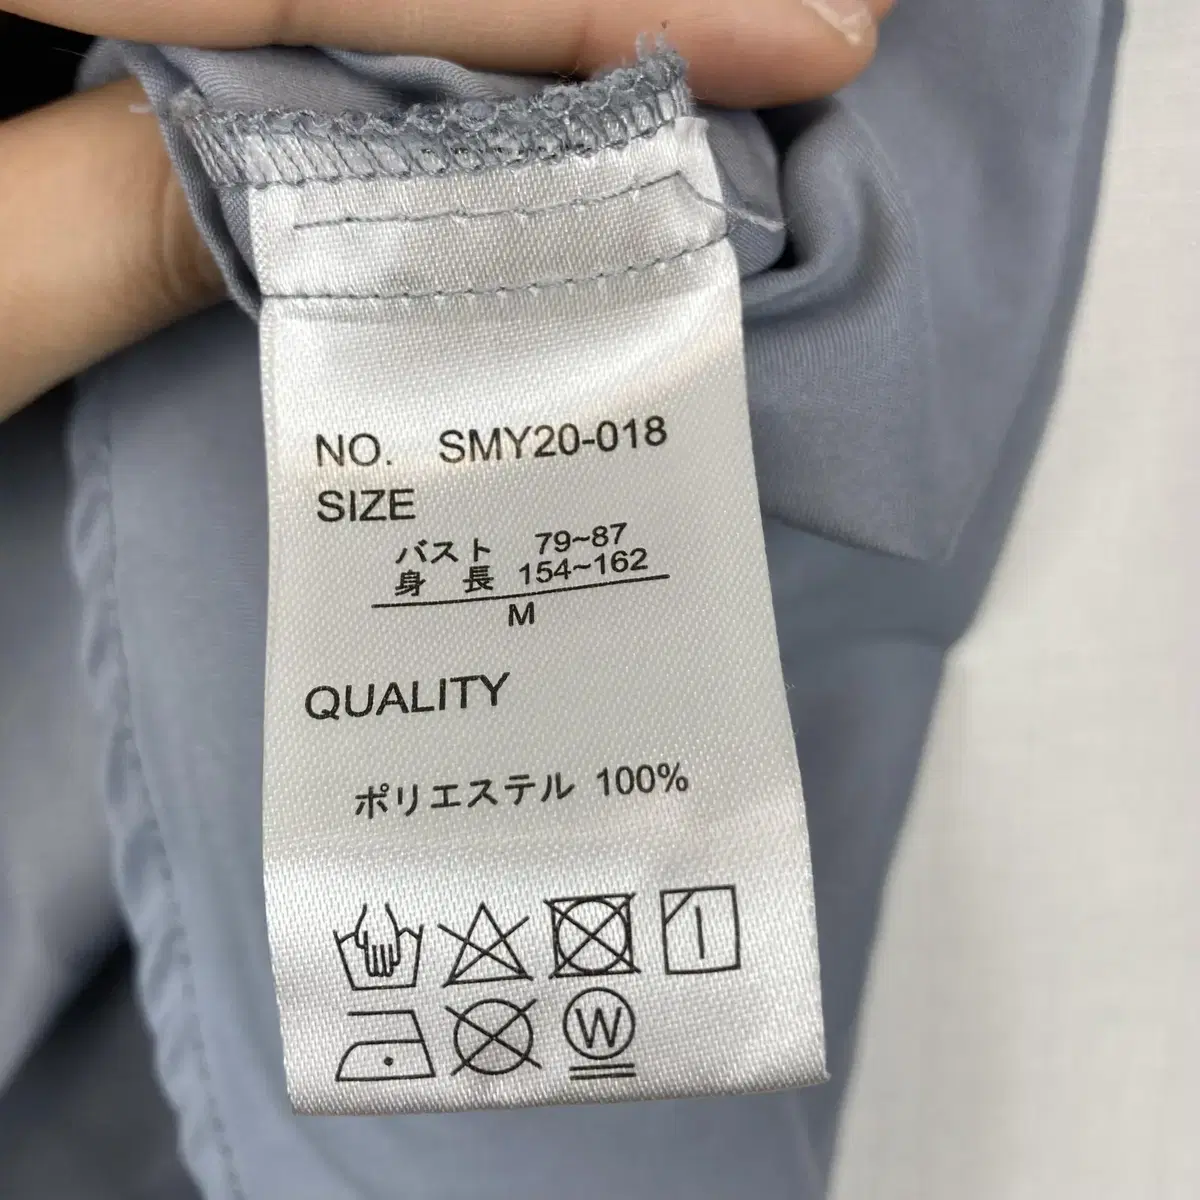 NO. SMY20-018
SIZE
バスト 79~87
身 長 154~162
M
QUALITY
ポリエステル 100%
W